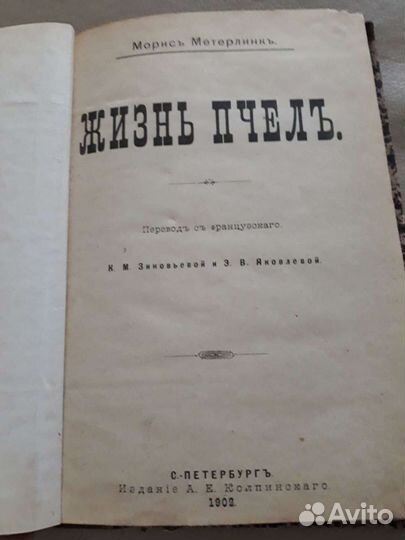 Морисъ Метерлинкъ.
ЖИЗНЬ ПЧЕЛЪ.
Переводъ съ французскаго.
К. М. Зиновьевой и Э. В. Яковлевой.
С.-ПЕТЕРБУРГЪ.
Изданіе А. Е. Колпинскаго.
1902.
Avito